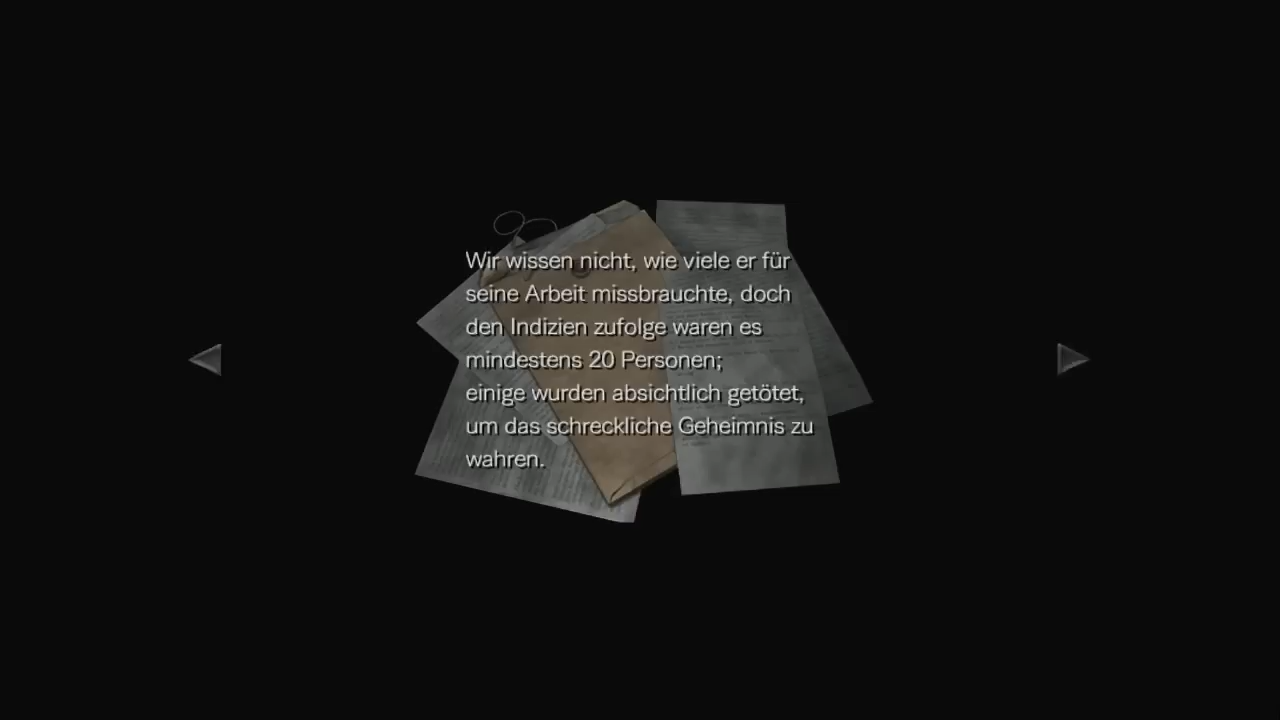 Wir wissen nicht, wie viele er für
seine Arbeit missbrauchte, doch
den Indizien zufolge waren es
mindestens 20 Personen;
einige wurden absichtlich getötet,
um das schreckliche Geheimnis zu
wahren.